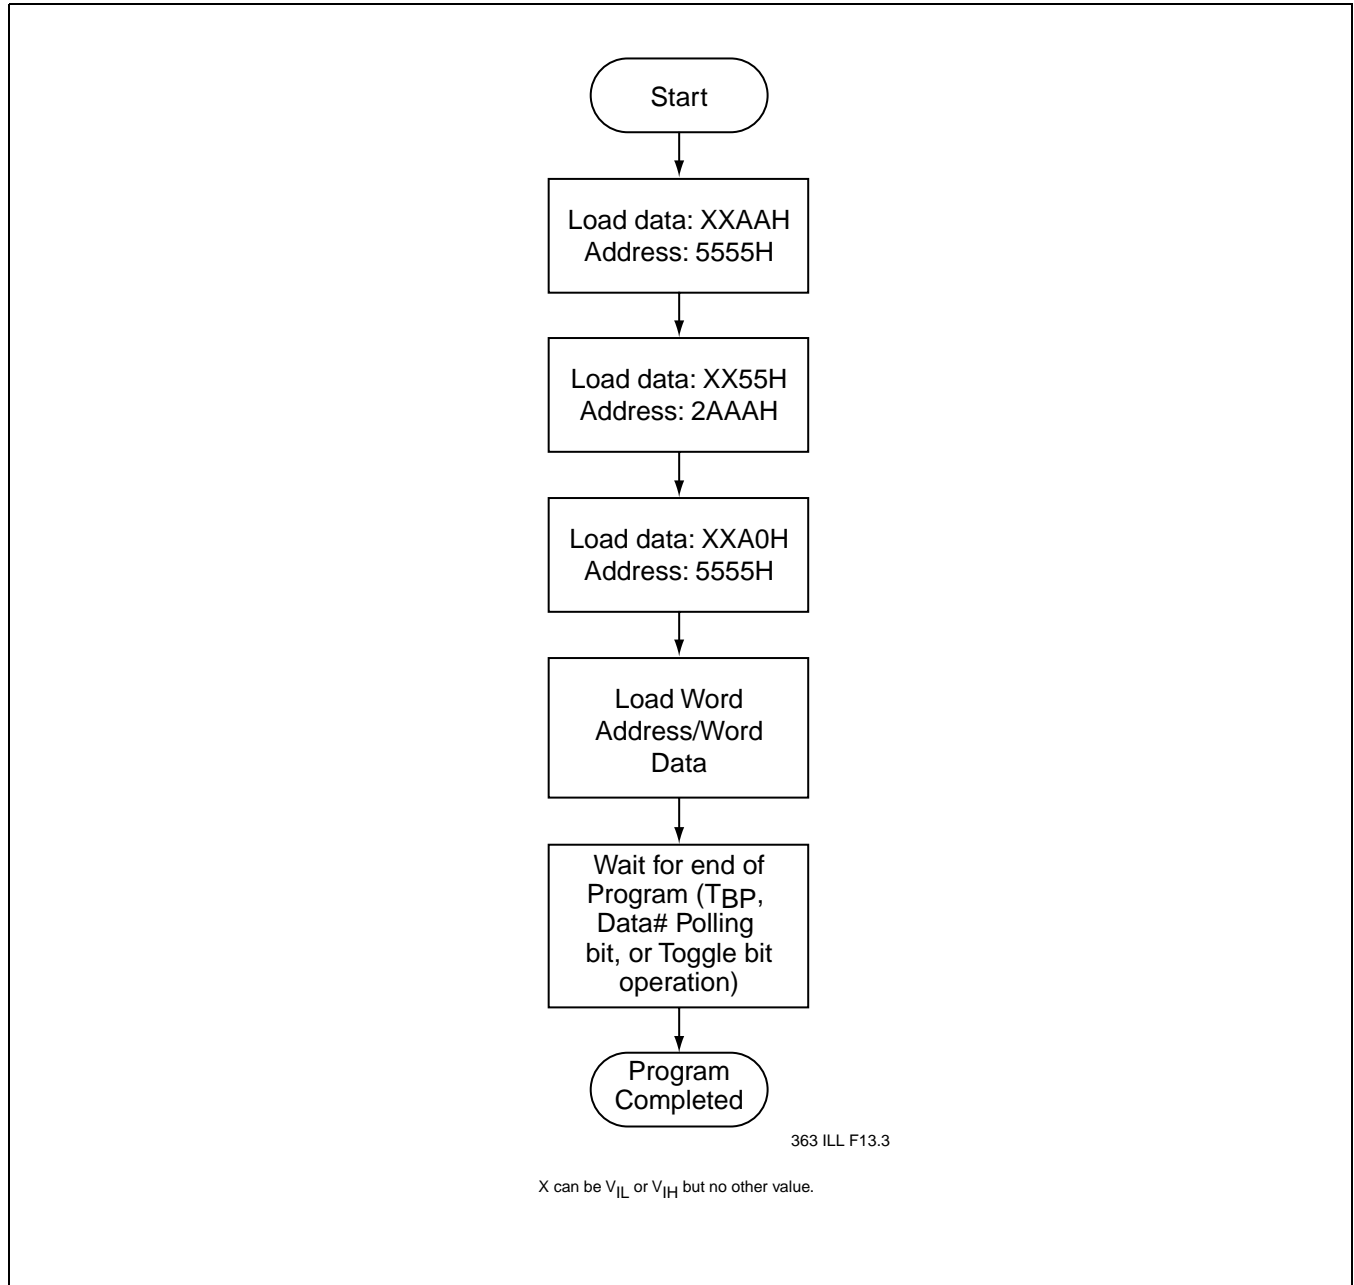 Start
Load data: XXAAH
Address: 5555H
Load data: XX55H
Address: 2AAAH
Load data: XXA0H
Address: 5555H
Load Word
Address/Word
Data
Wait for end of
Program (TBP,
Data# Polling
bit, or Toggle bit
operation)
Program
Completed
363 ILL F13.3
X can be VIL or VIH but no other value.